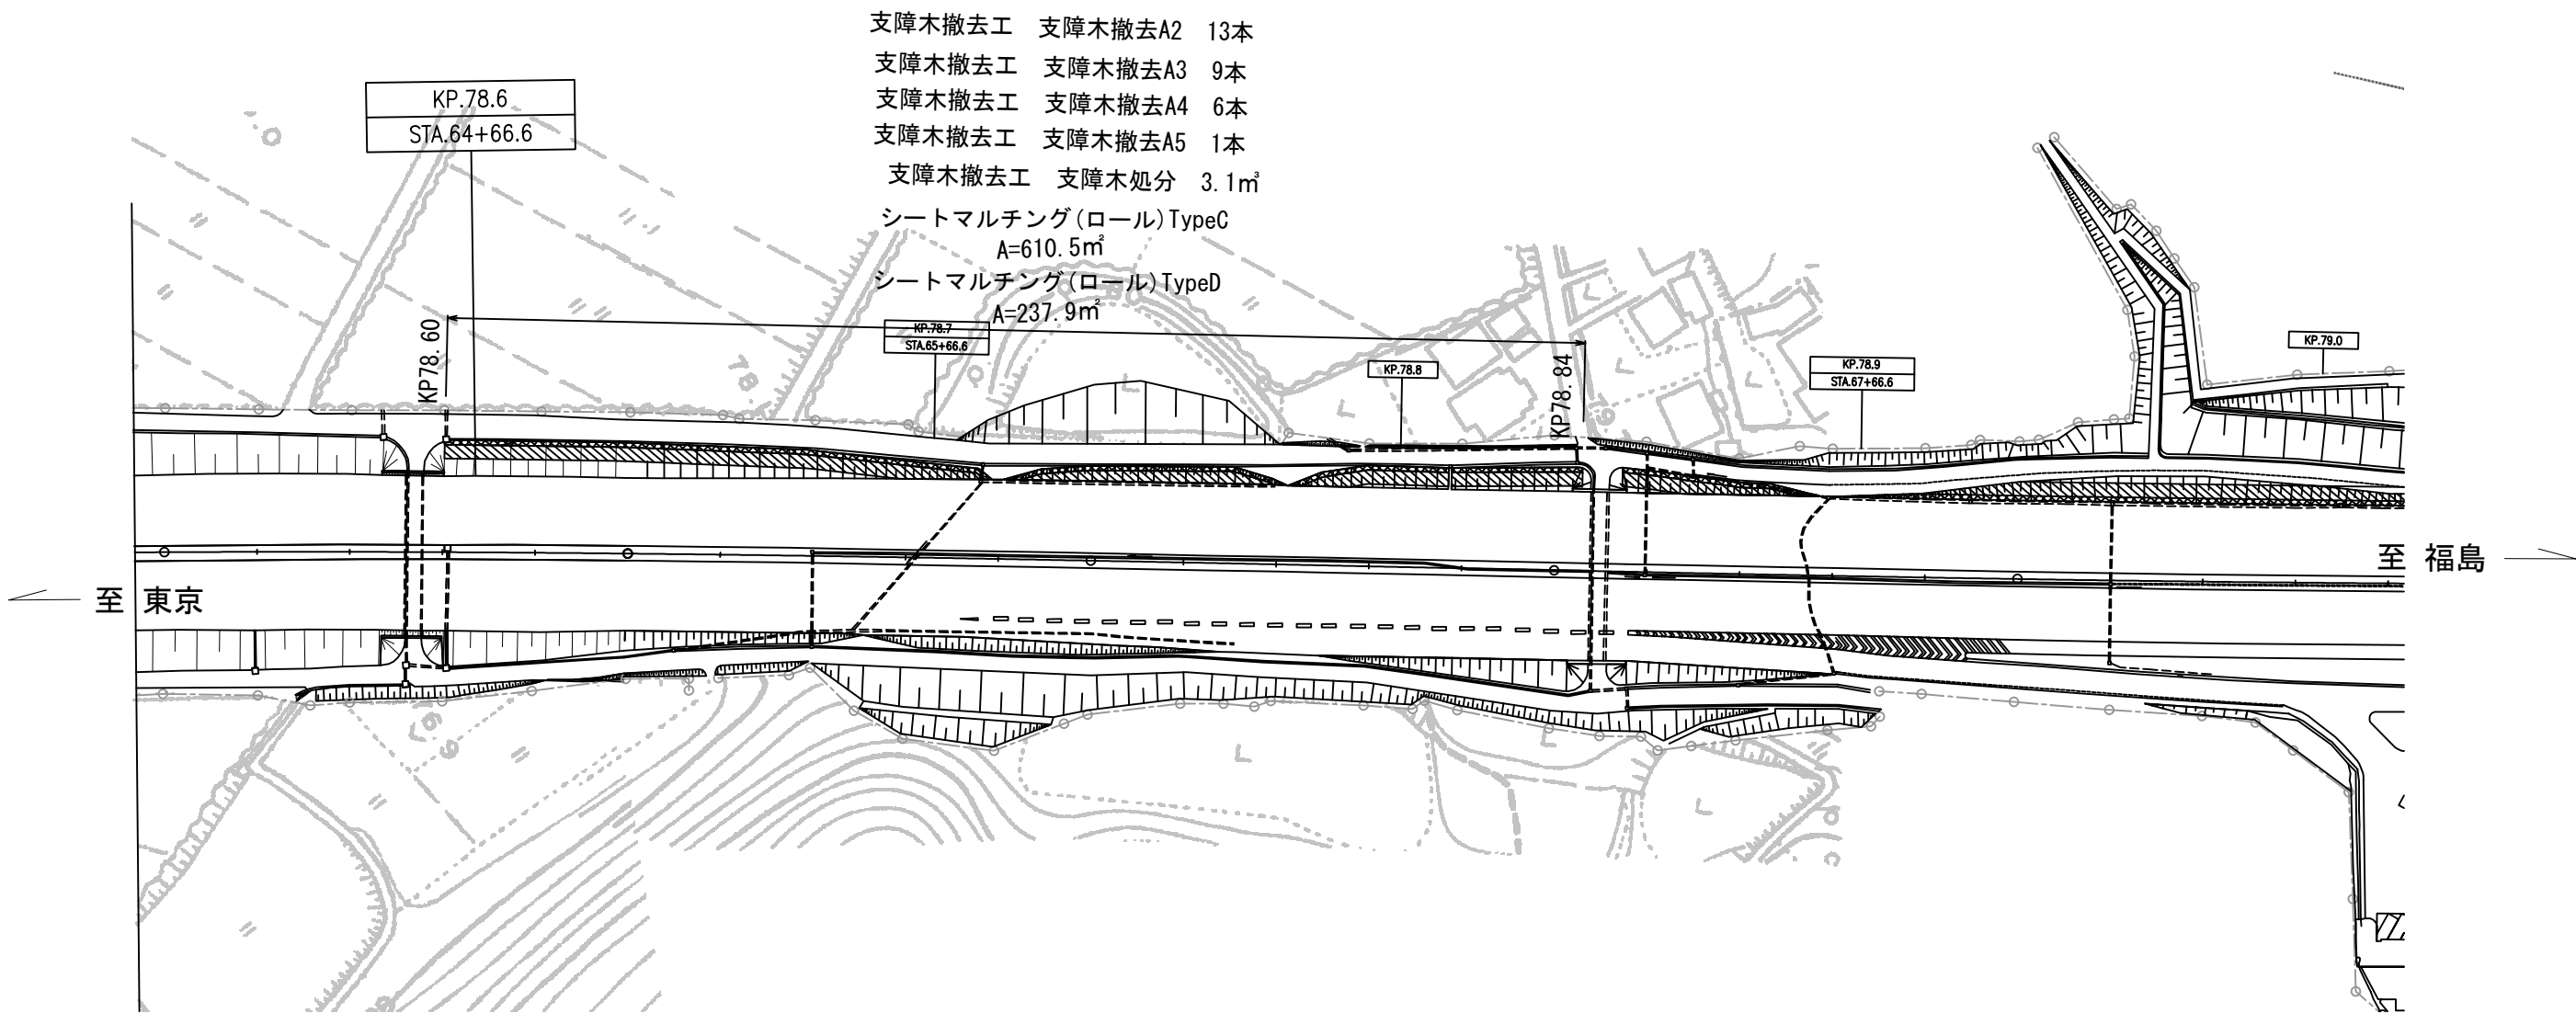 支障木撤去工　支障木撤去A2　13本
支障木撤去工　支障木撤去A3　9本
支障木撤去工　支障木撤去A4　6本
支障木撤去工　支障木撤去A5　1本
支障木撤去工　支障木処分　3.1㎥
シートマルチング(ロール)TypeC
A=610.5㎡
シートマルチング(ロール)TypeD
A=237.9㎡
KP.78.6
STA.64+66.6
KP78.60
KP.78.7
STA.65+66.6
KP.78.8
KP78.84
KP.78.9
STA.67+66.6
KP.79.0
至 東京
至 福島
78